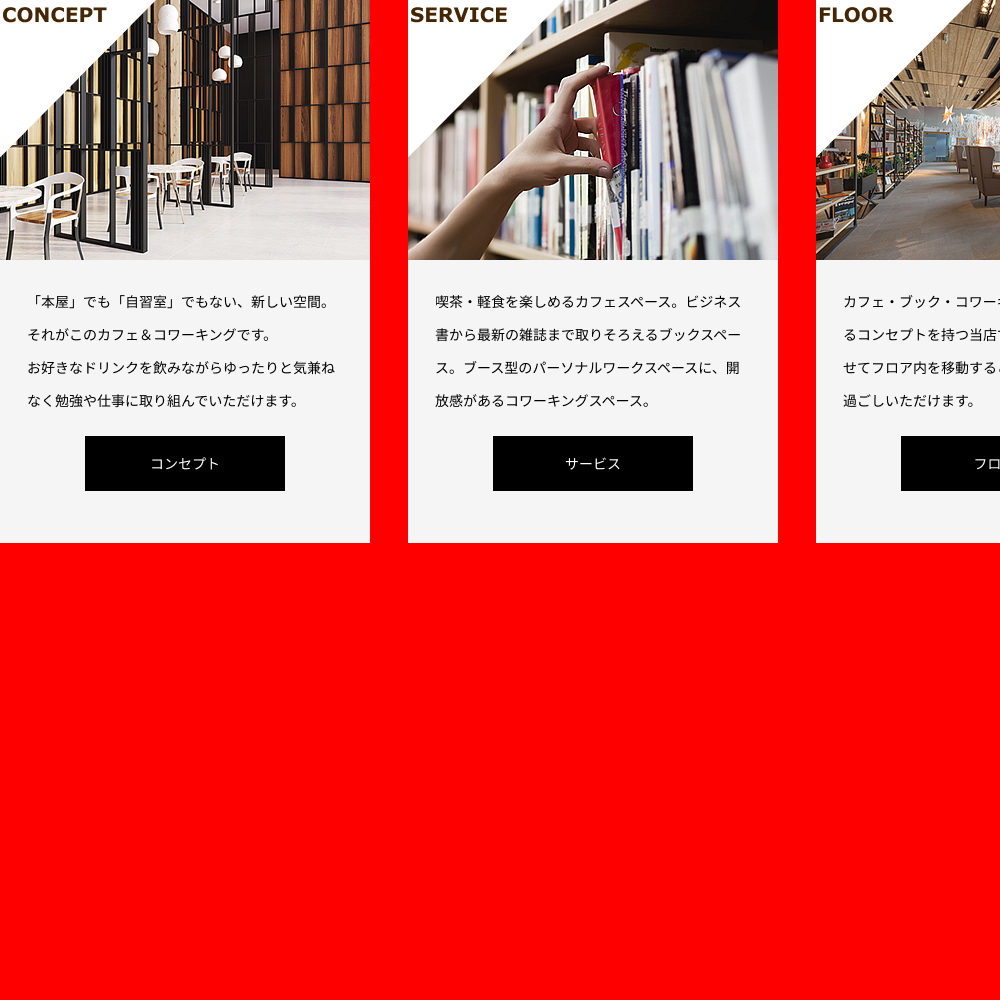 CONCEPT
「本屋」でも「自習室」でもない、新しい空間。
それがこのカフェ＆コワーキングです。
お好きなドリンクを飲みながらゆったりと気兼ね
なく勉強や仕事に取り組んでいただけます。
コンセプト
SERVICE
喫茶・軽食を楽しめるカフェスペース。ビジネス
書から最新の雑誌まで取りそろえるブックスペー
ス。ブース型のパーソナルワークスペースに、開
放感があるコワーキングスペース。
サービス
FLOOR
カフェ・ブック・コワー
るコンセプトを持つ当店
せてフロア内を移動する
過ごしいただけます。
フロ